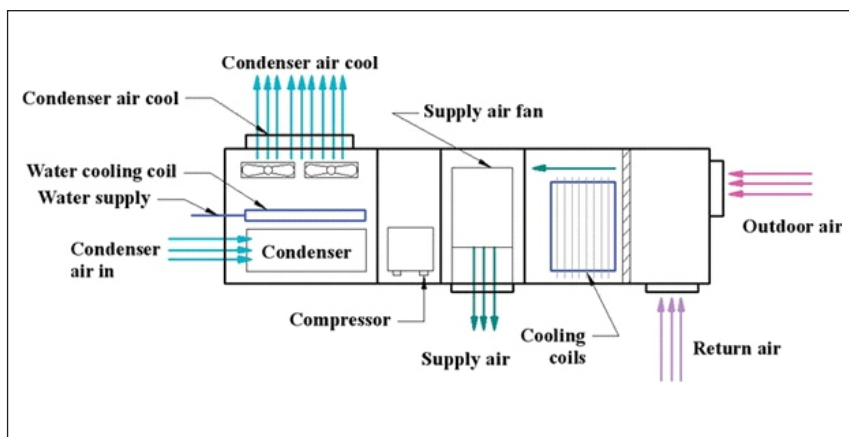 Condenser air cool
Condenser air cool
Supply air fan
Water cooling coil
Water supply
Outdoor air
Condenser
air in
Condenser
Compressor
Cooling
coils
Supply air
Return air